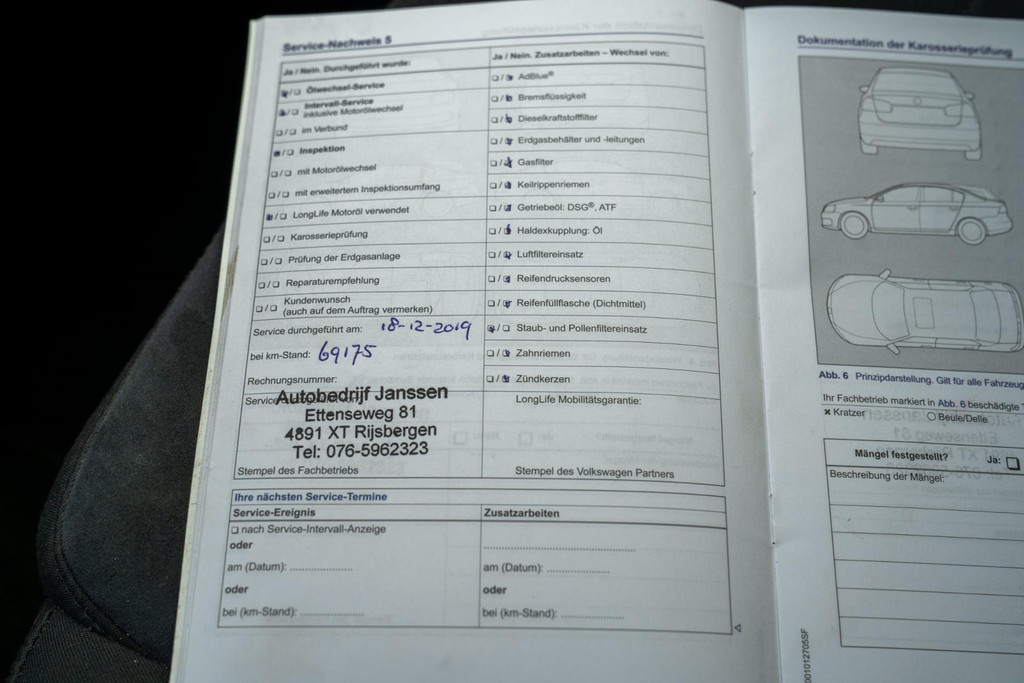 Service-Nachweis 5
Ja / Nein. Durchgeführt wurde:
Ölwechsel-Service
Intervall-Service
inklusive Motorölwechsel
im Verbund
Inspektion
mit Motorölwechsel
mit erweitertem Inspektionsumfang
LongLife Motoröl verwendet
Karosserieprüfung
Prüfung der Erdgasanlage
Reparaturempfehlung
Kundenwunsch
(auch auf dem Auftrag vermerken)
Service durchgeführt am: 18-12-2019
bei km-Stand: 69175
Rechnungsnummer:
Autobedrijf Janssen
Ettenseweg 81
4891 XT Rijsbergen
Tel: 076-5962323
Stempel des Fachbetriebs
Ja / Nein. Zusatzarbeiten – Wechsel von:
AdBlue®
Bremsflüssigkeit
Dieselkraftstofffilter
Erdgasbehälter und -leitungen
Gasfilter
Keilrippenriemen
Getriebeöl: DSG®, ATF
Haldexkupplung: Öl
Luftfiltereinsatz
Reifendrucksensoren
Reifenfüllflasche (Dichtmittel)
Staub- und Pollenfiltereinsatz
Zahnriemen
Zündkerzen
LongLife Mobilitätsgarantie:
Stempel des Volkswagen Partners
Ihre nächsten Service-Termine
Service-Ereignis
nach Service-Intervall-Anzeige
oder
am (Datum): ....................
oder
bei (km-Stand): ....................
Zusatzarbeiten
am (Datum): ....................
oder
bei (km-Stand): ....................
Dokumentation der Karosserieprüfung
Abb. 6 Prinzipdarstellung. Gilt für alle Fahrzeug
Ihr Fachbetrieb markiert in Abb. 6 beschädigte
x Kratzer O Beule/Delle
Mängel festgestellt? Ja:
Beschreibung der Mängel:
001012705SF